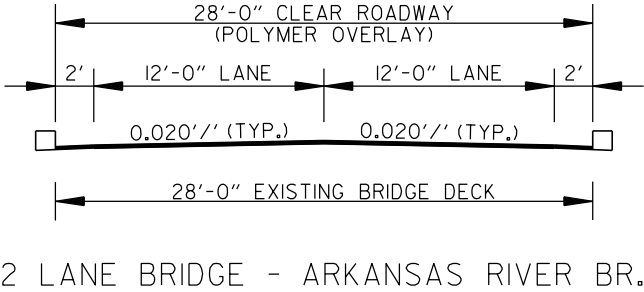 28'-0" CLEAR ROADWAY
(POLYMER OVERLAY)
2' 12'-0" LANE 12'-0" LANE 2'
0.020'/' (TYP.) 0.020'/' (TYP.)
28'-0" EXISTING BRIDGE DECK
2 LANE BRIDGE - ARKANSAS RIVER BR.